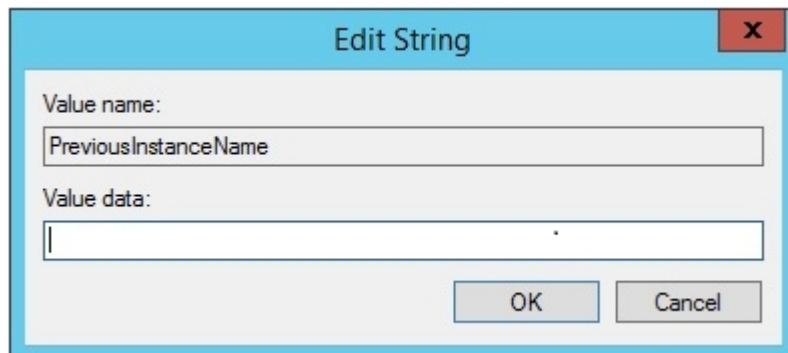 Edit String
x
Value name:
PreviousInstanceName
Value data:
OK Cancel